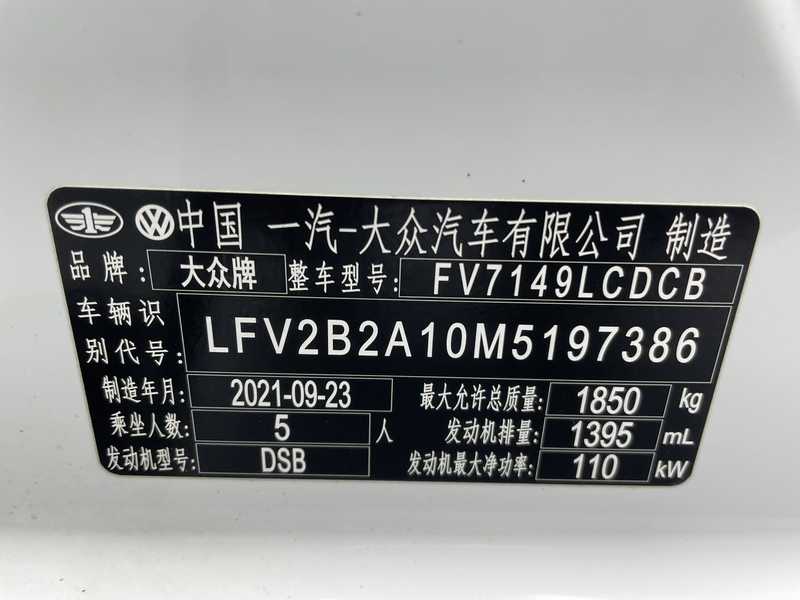 中国 一汽-大众汽车有限公司 制造
品牌: 大众牌 整车型号: FV7149LCDCB
车辆识别代号: LFV2B2A10M5197386
制造年月: 2021-09-23 最大允许总质量: 1850 kg
乘坐人数: 5 人 发动机排量: 1395 mL
发动机型号: DSB 发动机最大净功率: 110 kW